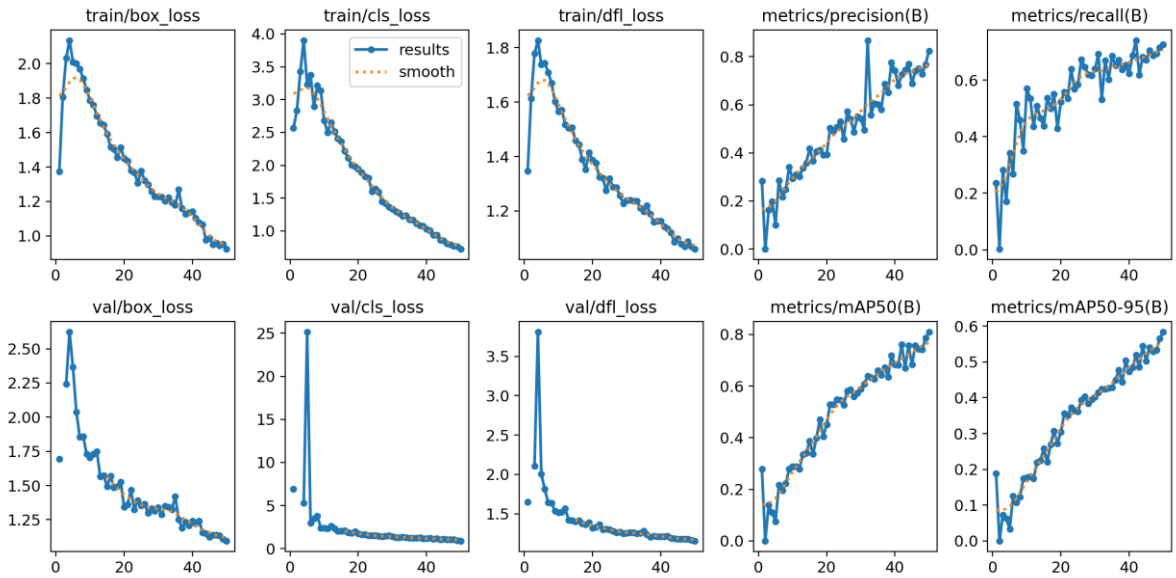 train/box_loss
train/cls_loss
train/dfl_loss
metrics/precision(B)
metrics/recall(B)
2.0
1.8
1.6
1.4
1.2
1.0
0 20 40
4.0
3.5
3.0
2.5
2.0
1.5
1.0
0 20 40
results
smooth
1.8
1.6
1.4
1.2
0 20 40
0.8
0.6
0.4
0.2
0.0
0 20 40
0.6
0.4
0.2
0.0
0 20 40
val/box_loss
val/cls_loss
val/dfl_loss
metrics/mAP50(B)
metrics/mAP50-95(B)
2.50
2.25
2.00
1.75
1.50
1.25
0 20 40
25
20
15
10
5
0
0 20 40
3.5
3.0
2.5
2.0
1.5
0 20 40
0.8
0.6
0.4
0.2
0.0
0 20 40
0.6
0.5
0.4
0.3
0.2
0.1
0.0
0 20 40